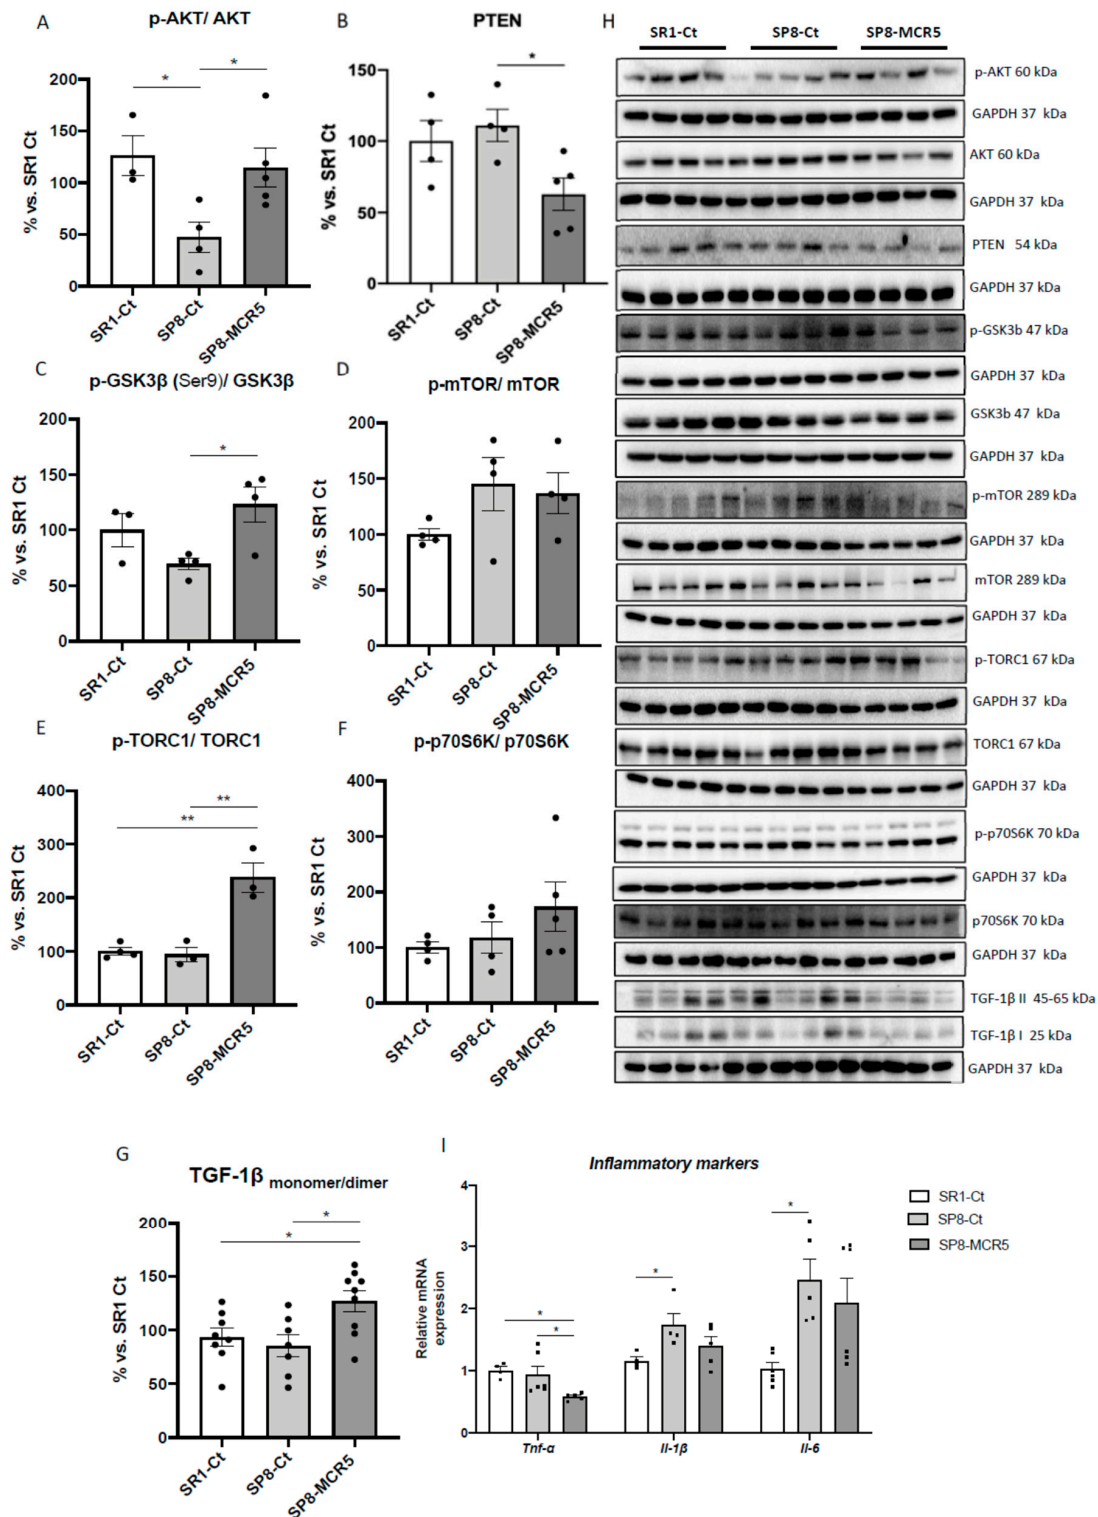 A
p-AKT/ AKT
% vs. SR1 Ct
200
150
100
50
0
*
*
SR1-Ct
SP8-Ct
SP8-MCR5
B
PTEN
% vs. SR1 Ct
150
100
50
0
*
SR1-Ct
SP8-Ct
SP8-MCR5
C
p-GSK3β (Ser9)/ GSK3β
% vs. SR1 Ct
200
150
100
50
0
*
SR1-Ct
SP8-Ct
SP8-MCR5
D
p-mTOR/ mTOR
% vs. SR1 Ct
200
150
100
50
0
SR1-Ct
SP8-Ct
SP8-MCR5
E
p-TORC1/ TORC1
% vs. SR1 Ct
400
300
200
100
0
**
**
SR1-Ct
SP8-Ct
SP8-MCR5
F
p-p70S6K/ p70S6K
% vs. SR1 Ct
400
300
200
100
0
SR1-Ct
SP8-Ct
SP8-MCR5
H
SR1-Ct SP8-Ct SP8-MCR5
p-AKT 60 kDa
GAPDH 37 kDa
AKT 60 kDa
GAPDH 37 kDa
PTEN 54 kDa
GAPDH 37 kDa
p-GSK3b 47 kDa
GAPDH 37 kDa
GSK3b 47 kDa
GAPDH 37 kDa
p-mTOR 289 kDa
GAPDH 37 kDa
mTOR 289 kDa
GAPDH 37 kDa
p-TORC1 67 kDa
GAPDH 37 kDa
TORC1 67 kDa
GAPDH 37 kDa
p-p70S6K 70 kDa
GAPDH 37 kDa
p70S6K 70 kDa
GAPDH 37 kDa
TGF-1β II 45-65 kDa
TGF-1β I 25 kDa
GAPDH 37 kDa
G
TGF-1β monomer/dimer
% vs. SR1 Ct
200
150
100
50
0
*
*
SR1-Ct
SP8-Ct
SP8-MCR5
I
Inflammatory markers
Relative mRNA
expression
4
3
2
1
0
*
*
*
*
Tnf-α
Il-1β
Il-6
SR1-Ct
SP8-Ct
SP8-MCR5